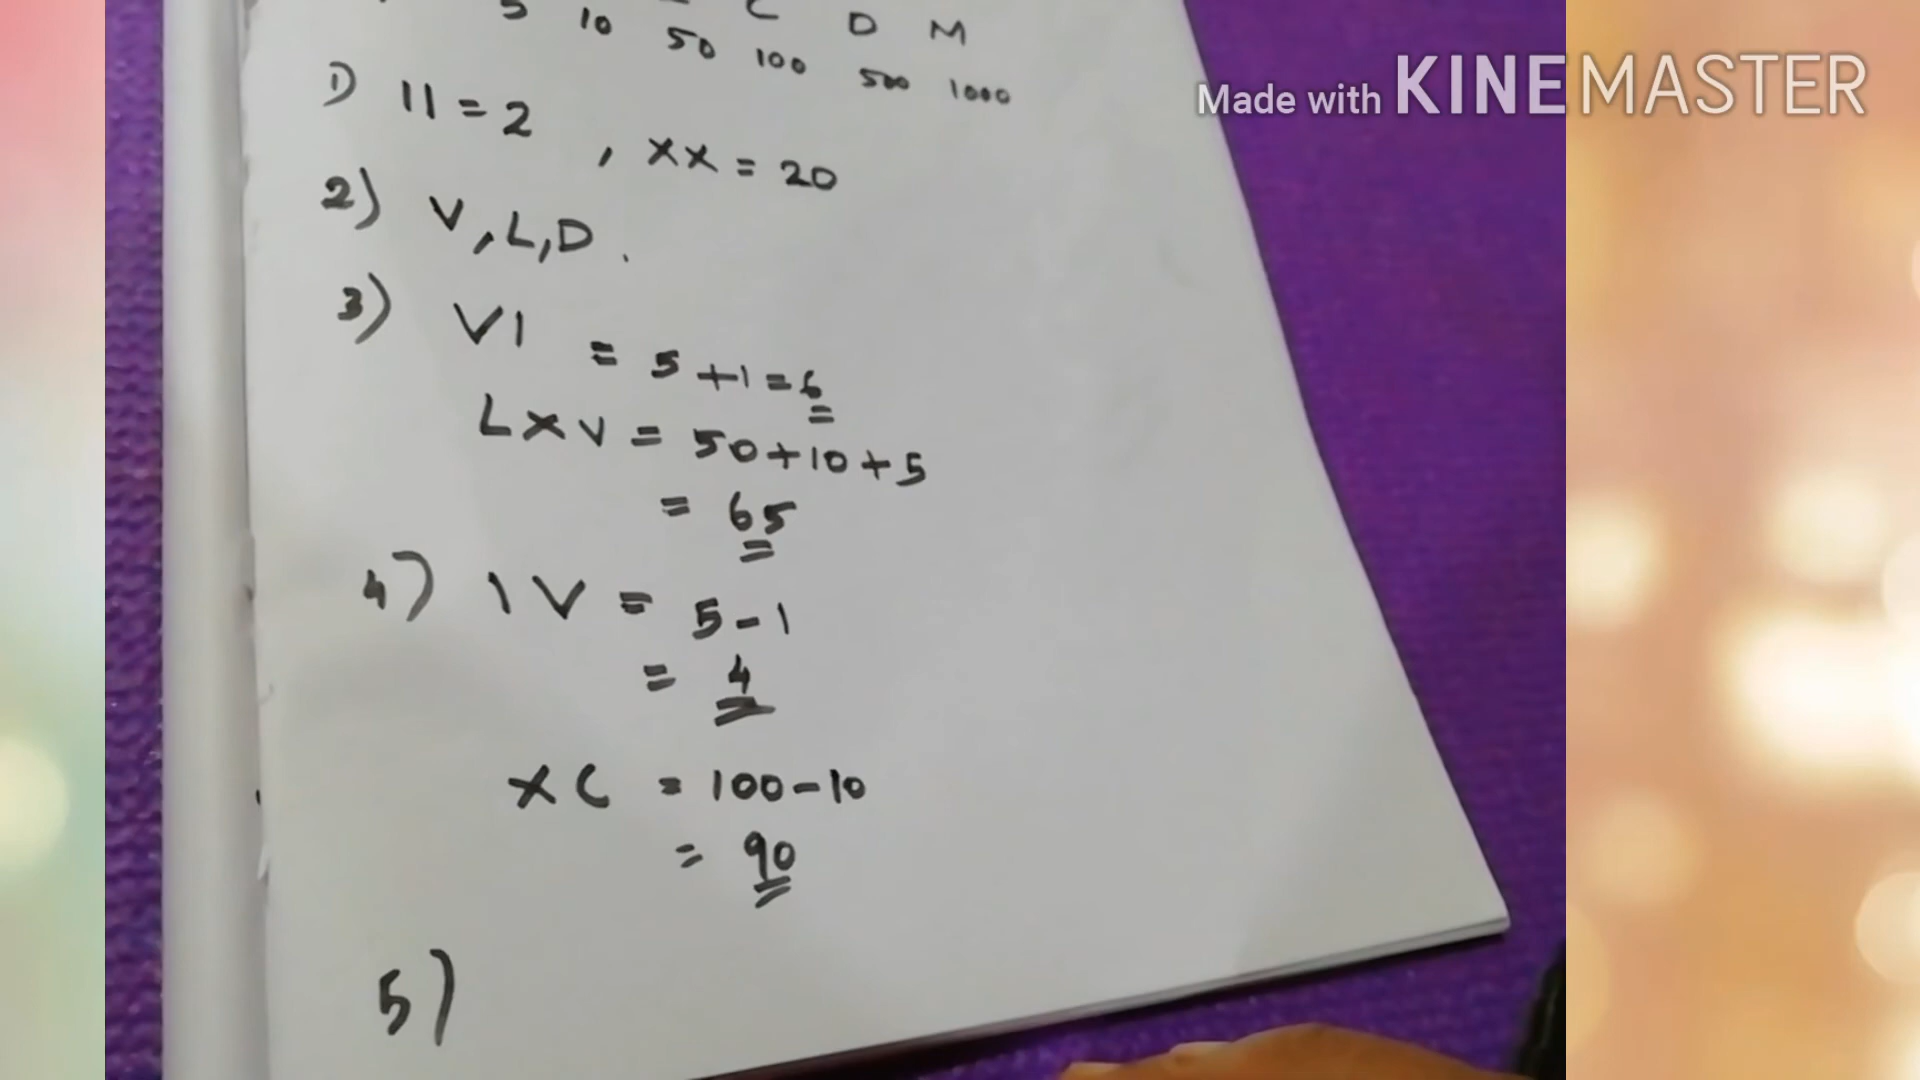 C D M
5 10 50 100 500 1000
Made with KINEMASTER
1) II = 2 , XX = 20
2) V, L, D.
3) VI = 5 + 1 = 6
LXV = 50 + 10 + 5
= 65
4) IV = 5 - 1
= 4
XC = 100 - 10
= 90
5)